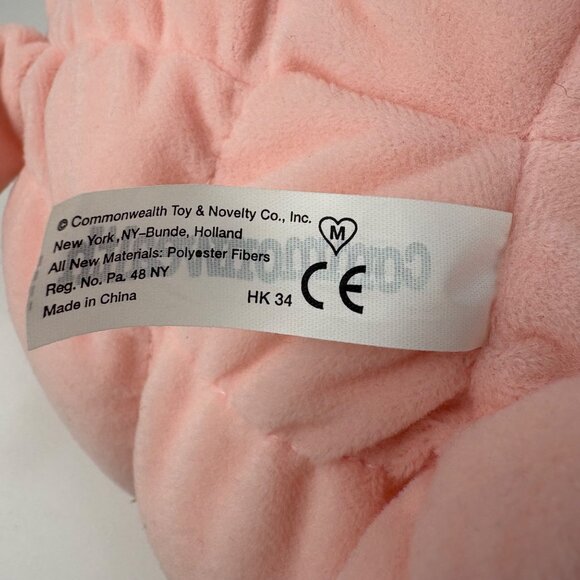 © Commonwealth Toy & Novelty Co., Inc.
New York, NY–Bunde, Holland
All New Materials: Polyester Fibers
Reg. No. Pa. 48 NY
Made in China
HK 34
M
CE